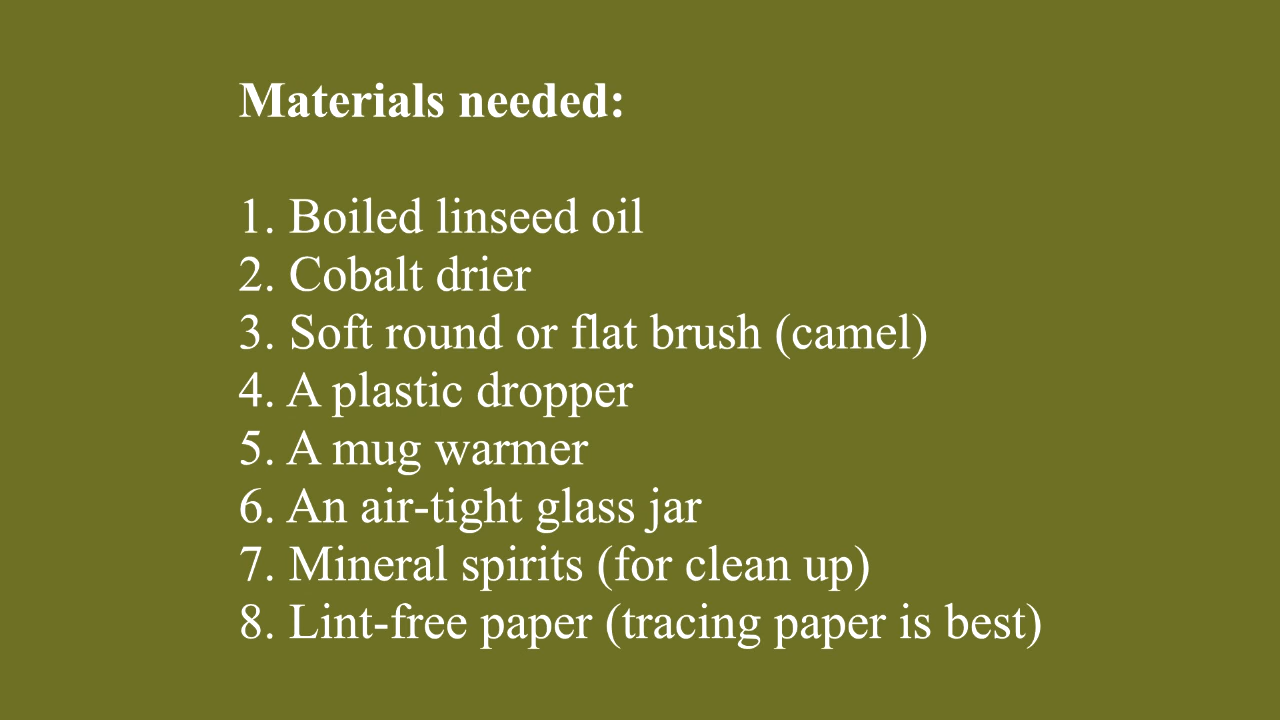 Materials needed:
1. Boiled linseed oil
2. Cobalt drier
3. Soft round or flat brush (camel)
4. A plastic dropper
5. A mug warmer
6. An air-tight glass jar
7. Mineral spirits (for clean up)
8. Lint-free paper (tracing paper is best)